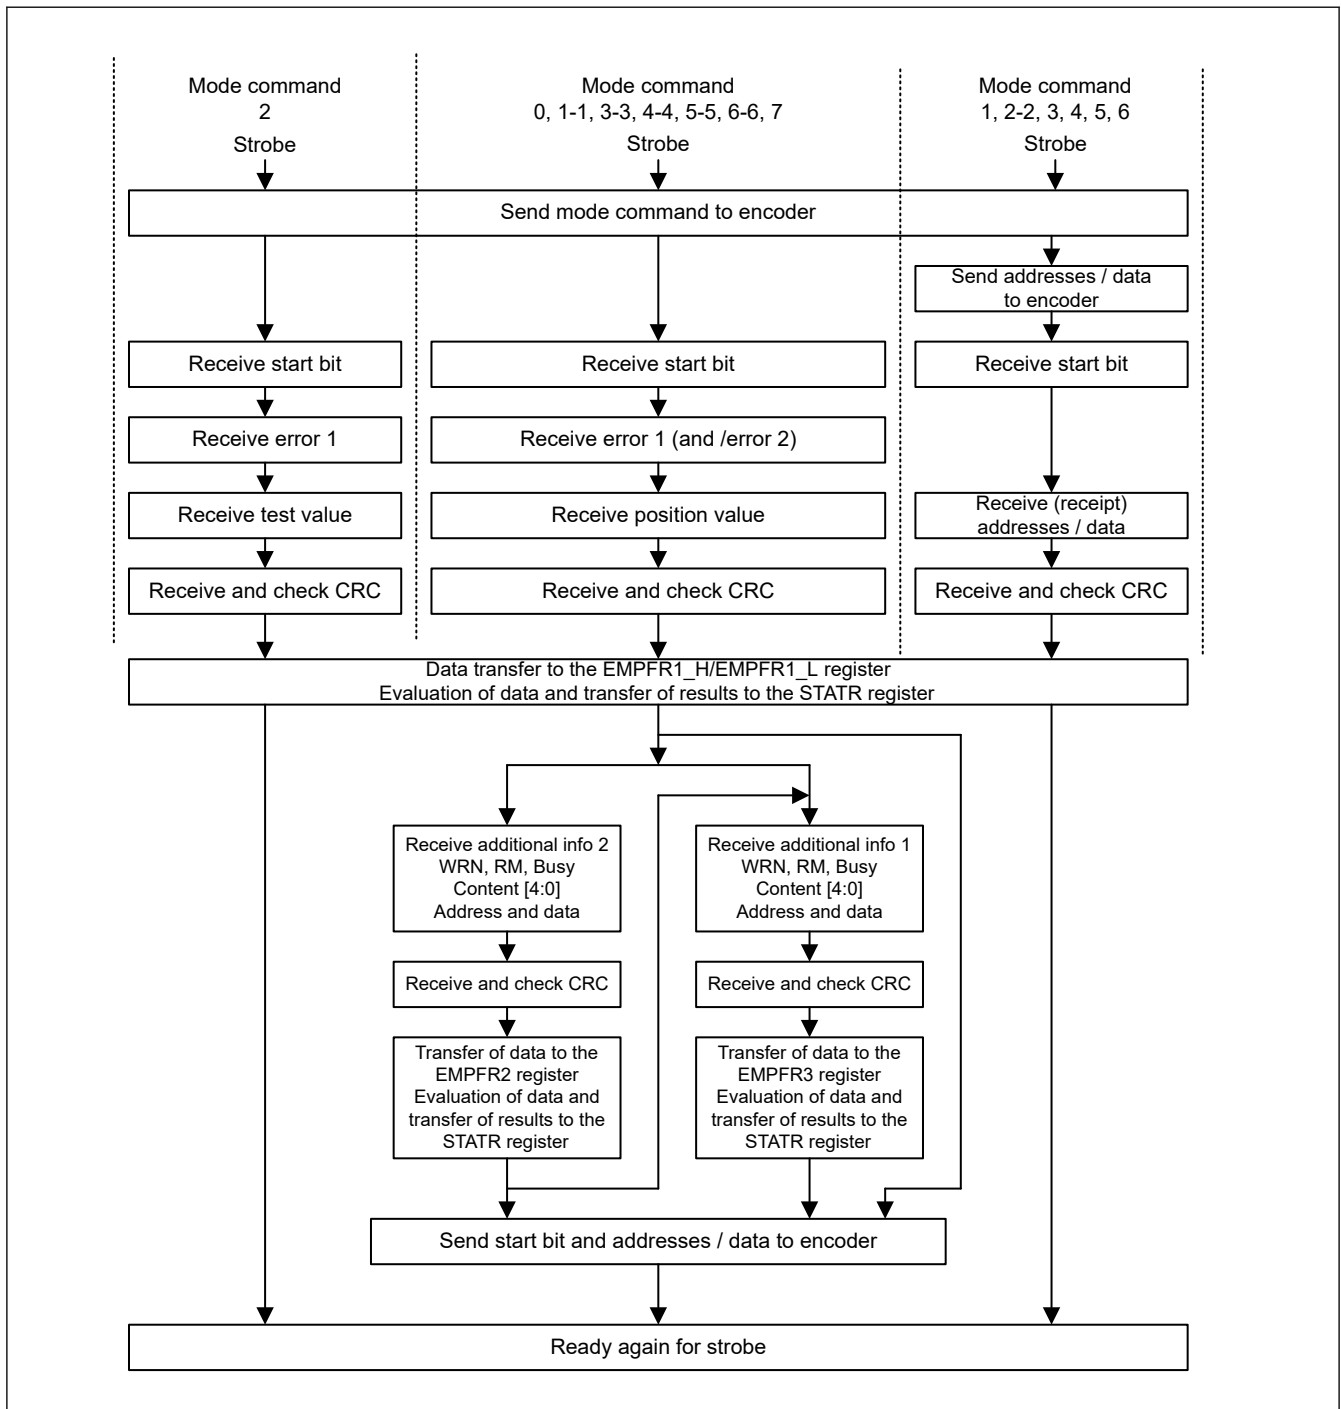 Mode command
2
Strobe
Mode command
0, 1-1, 3-3, 4-4, 5-5, 6-6, 7
Strobe
Mode command
1, 2-2, 3, 4, 5, 6
Strobe
Send mode command to encoder
Send addresses / data
to encoder
Receive start bit
Receive start bit
Receive start bit
Receive error 1
Receive error 1 (and /error 2)
Receive test value
Receive position value
Receive (receipt)
addresses / data
Receive and check CRC
Receive and check CRC
Receive and check CRC
Data transfer to the EMPFR1_H/EMPFR1_L register
Evaluation of data and transfer of results to the STATR register
Receive additional info 2
WRN, RM, Busy
Content [4:0]
Address and data
Receive additional info 1
WRN, RM, Busy
Content [4:0]
Address and data
Receive and check CRC
Receive and check CRC
Transfer of data to the
EMPFR2 register
Evaluation of data and
transfer of results to the
STATR register
Transfer of data to the
EMPFR3 register
Evaluation of data and
transfer of results to the
STATR register
Send start bit and addresses / data to encoder
Ready again for strobe